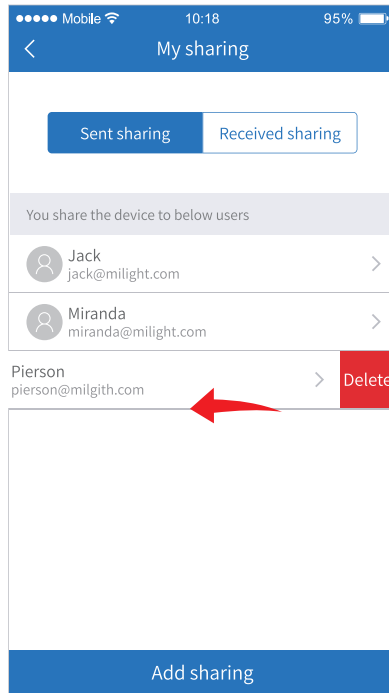 Mobile 10:18 95%
My sharing
Sent sharing Received sharing
You share the device to below users
Jack
jack@milight.com
Miranda
miranda@milight.com
Pierson
pierson@milgith.com
Delete
Add sharing